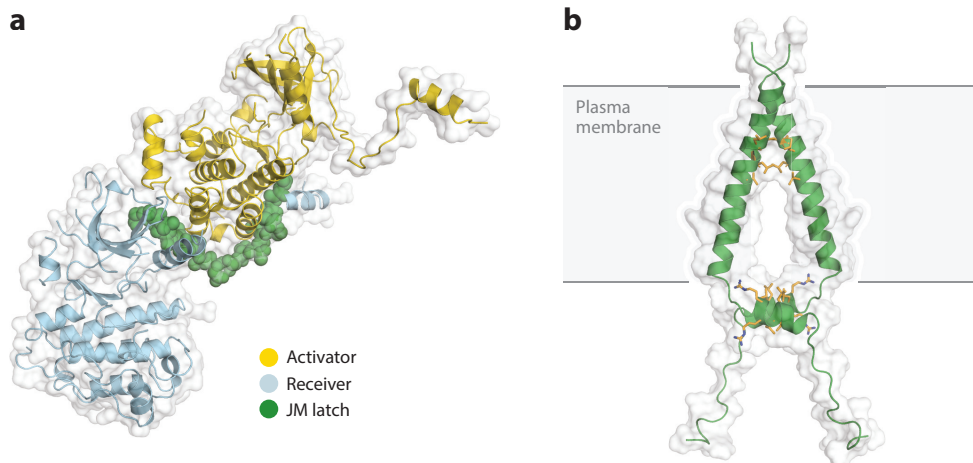 a
b
Plasma
membrane
Activator
Receiver
JM latch